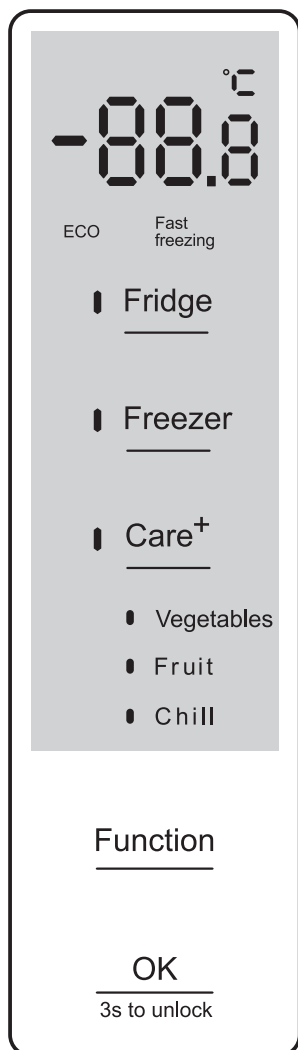 °C
-88.8
ECO
Fast
freezing
Fridge
Freezer
Care+
Vegetables
Fruit
Chill
Function
OK
3s to unlock